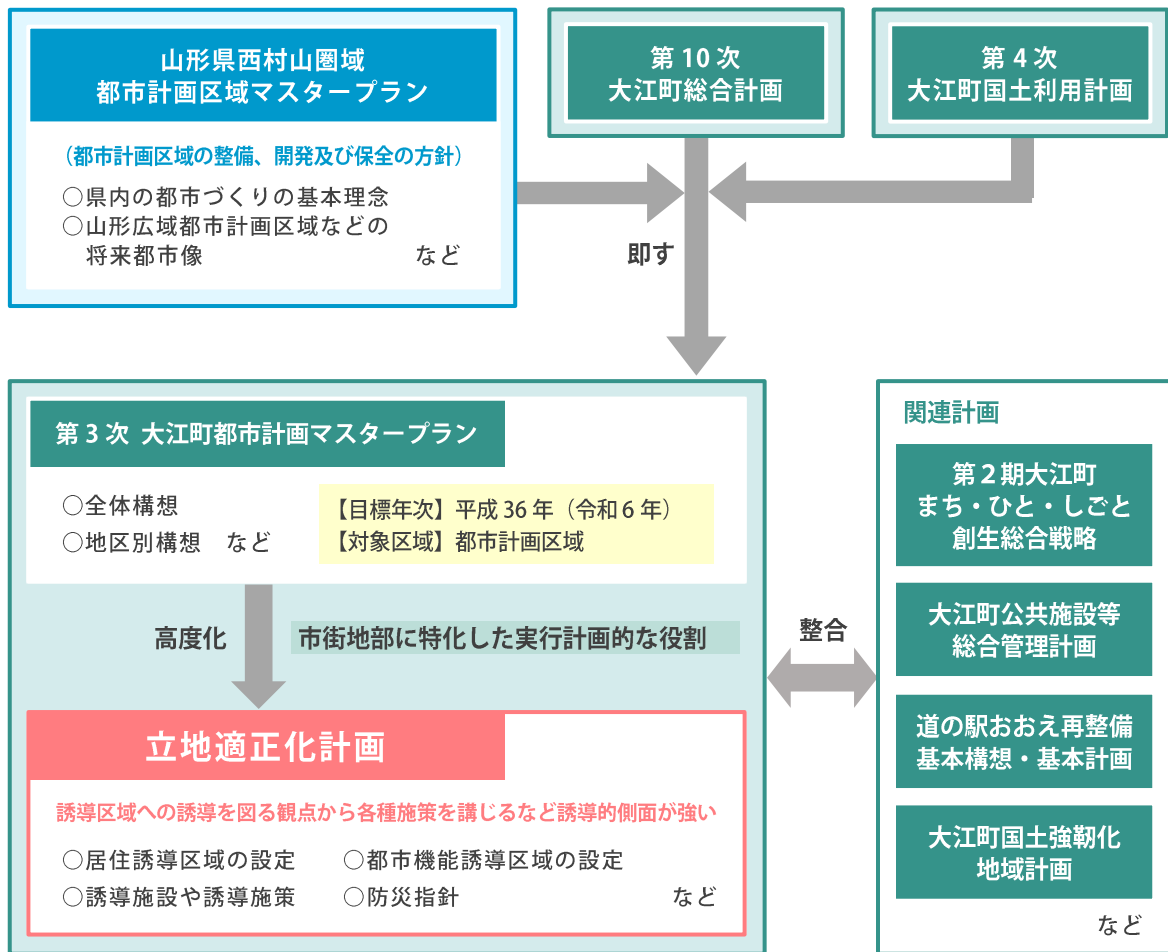 山形県西村山圏域
都市計画区域マスタープラン
(都市計画区域の整備、開発及び保全の方針)
○県内の都市づくりの基本理念
○山形広域都市計画区域などの
将来都市像 など
第10次
大江町総合計画
第4次
大江町国土利用計画
即す
第3次 大江町都市計画マスタープラン
○全体構想
○地区別構想 など
【目標年次】平成36年(令和6年)
【対象区域】都市計画区域
高度化
市街地部に特化した実行計画的な役割
立地適正化計画
誘導区域への誘導を図る観点から各種施策を講じるなど誘導的側面が強い
○居住誘導区域の設定 ○都市機能誘導区域の設定
○誘導施設や誘導施策 ○防災指針 など
整合
関連計画
第2期大江町
まち・ひと・しごと
創生総合戦略
大江町公共施設等
総合管理計画
道の駅おおえ再整備
基本構想・基本計画
大江町国土強靭化
地域計画
など